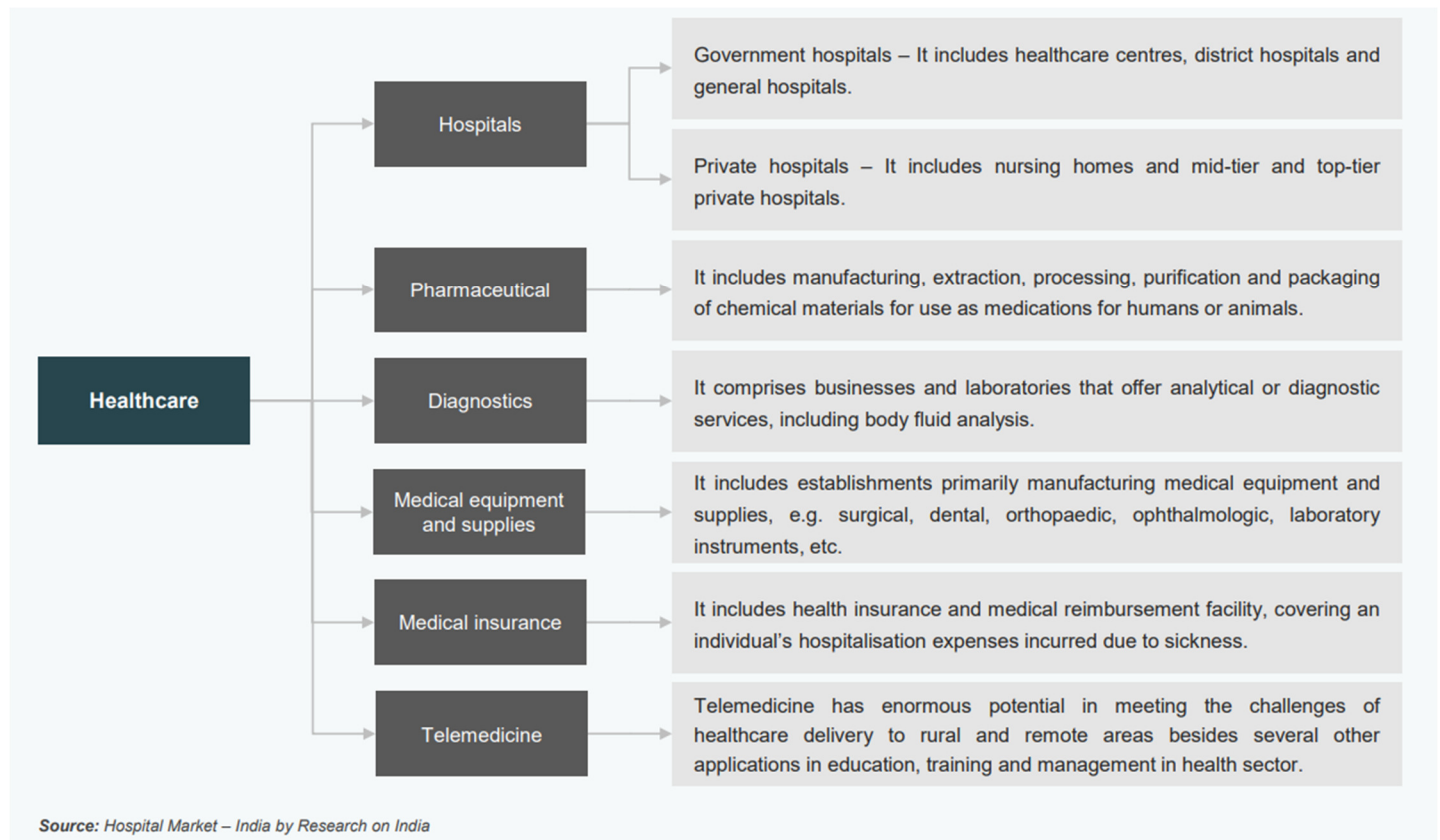 Government hospitals – It includes healthcare centres, district hospitals and
general hospitals.
Hospitals
Private hospitals – It includes nursing homes and mid-tier and top-tier
private hospitals.
Pharmaceutical
It includes manufacturing, extraction, processing, purification and packaging
of chemical materials for use as medications for humans or animals.
Healthcare
Diagnostics
It comprises businesses and laboratories that offer analytical or diagnostic
services, including body fluid analysis.
Medical equipment
and supplies
It includes establishments primarily manufacturing medical equipment and
supplies, e.g. surgical, dental, orthopaedic, ophthalmologic, laboratory
instruments, etc.
Medical insurance
It includes health insurance and medical reimbursement facility, covering an
individual’s hospitalisation expenses incurred due to sickness.
Telemedicine
Telemedicine has enormous potential in meeting the challenges of
healthcare delivery to rural and remote areas besides several other
applications in education, training and management in health sector.
Source: Hospital Market – India by Research on India